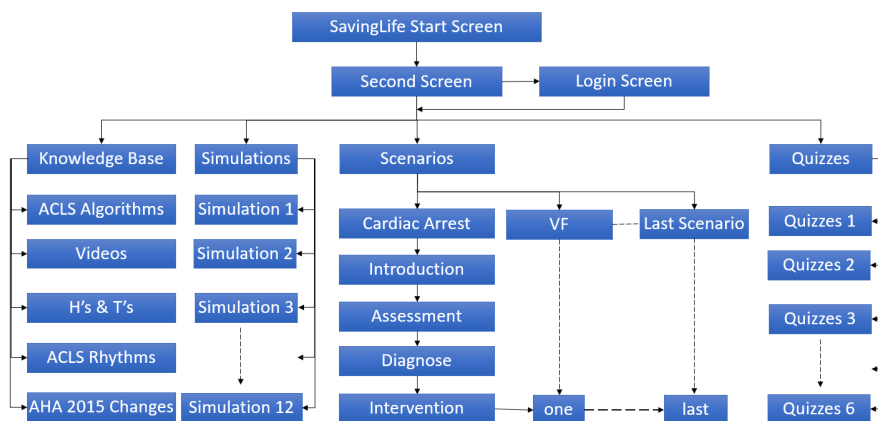 SavingLife Start Screen
Second Screen
Login Screen
Knowledge Base
Simulations
Scenarios
Quizzes
ACLS Algorithms
Simulation 1
Cardiac Arrest
VF
Last Scenario
Quizzes 1
Videos
Simulation 2
Introduction
Quizzes 2
H's & T's
Simulation 3
Assessment
Quizzes 3
ACLS Rhythms
Diagnose
AHA 2015 Changes
Simulation 12
Intervention
one
last
Quizzes 6